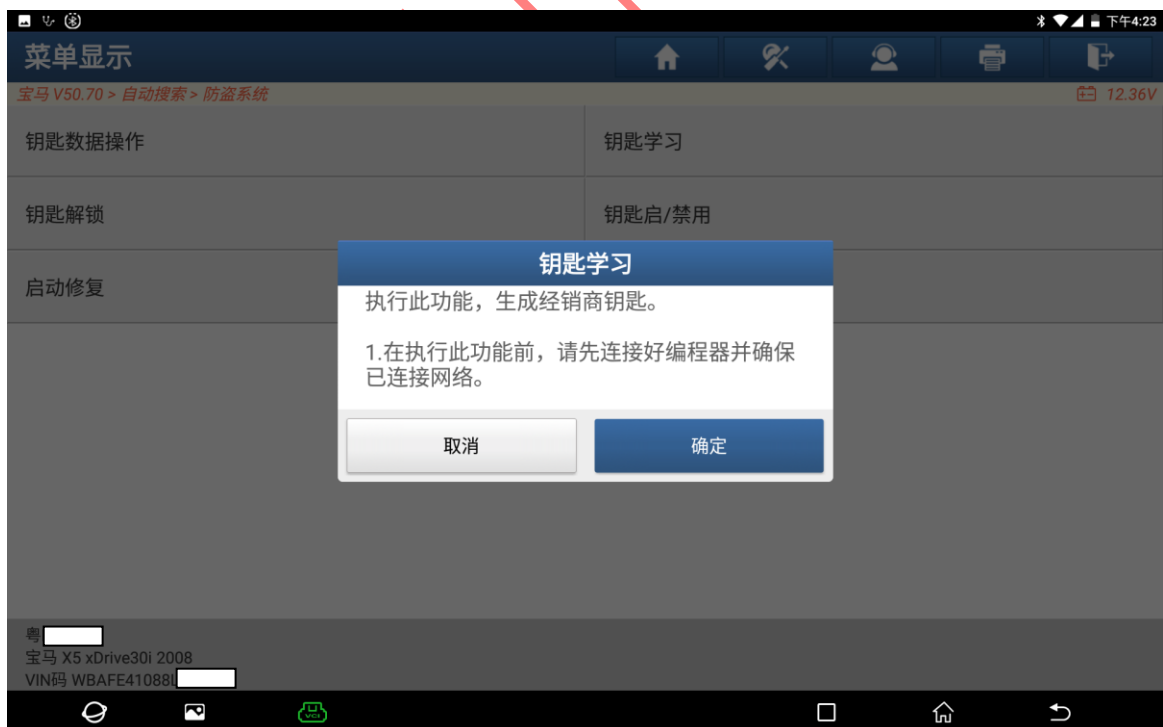 下午4:23
菜单显示
宝马 V50.70 > 自动搜索 > 防盗系统
12.36V
钥匙数据操作
钥匙学习
钥匙解锁
钥匙启/禁用
启动修复
钥匙学习
执行此功能，生成经销商钥匙。
1.在执行此功能前，请先连接好编程器并确保
已连接网络。
取消
确定
粤
宝马 X5 xDrive30i 2008
VIN码 WBAFE41088L
VCI